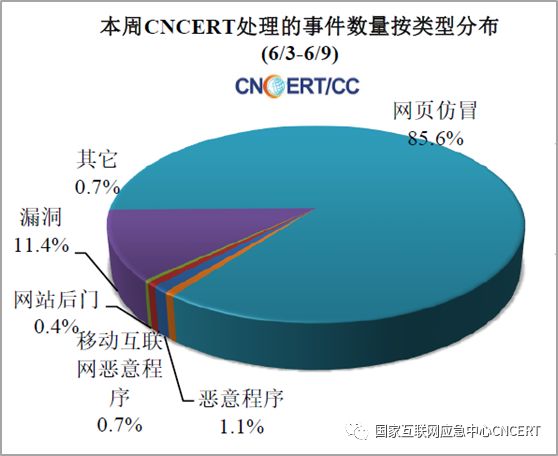 本周CNCERT处理的事件数量按类型分布
(6/3-6/9)
CNCERT/CC
网页仿冒
85.6%
其它
0.7%
漏洞
11.4%
网站后门
0.4%
移动互联
网恶意程
序
0.7%
恶意程序
1.1%
国家互联网应急中心CNCERT